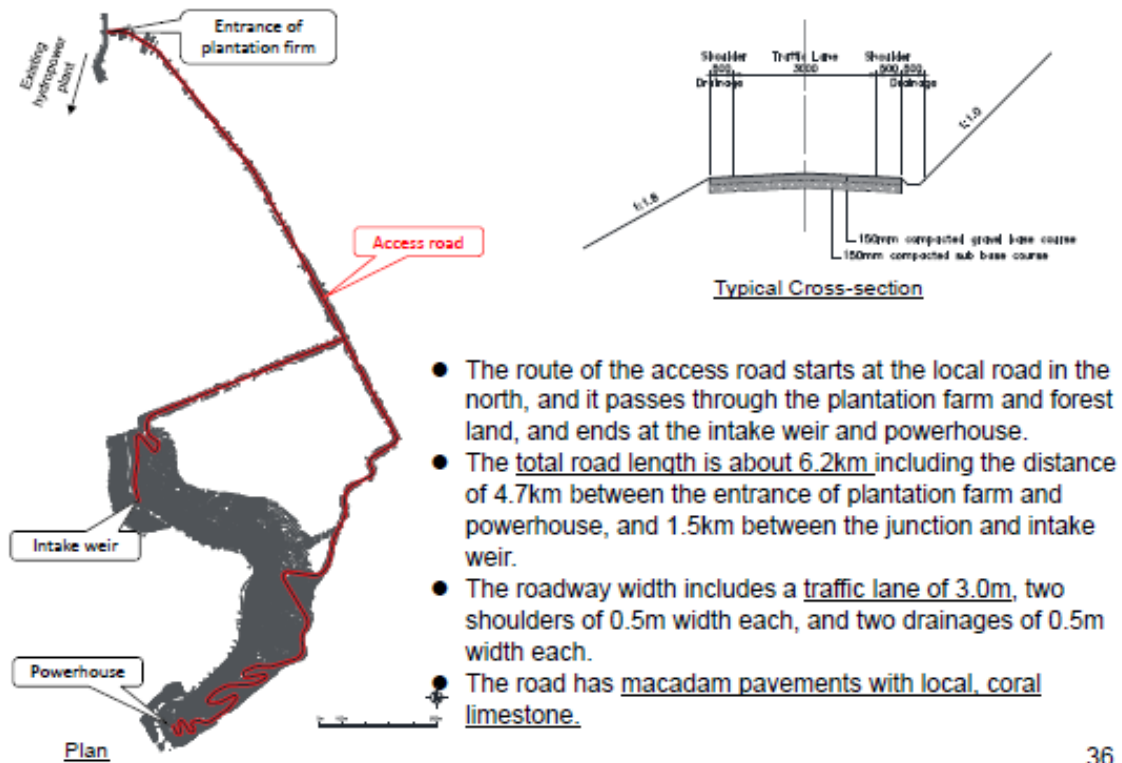 Entrance of
plantation firm
Existing
hydropower
plant
Access road
Intake weir
Powerhouse
Plan
Shoulder Traffic Lane Shoulder
500 3000 500 500
Drainage Drainage
1:1.0
150mm compacted gravel base course
150mm compacted sub base course
Typical Cross-section
● The route of the access road starts at the local road in the
north, and it passes through the plantation farm and forest
land, and ends at the intake weir and powerhouse.
● The total road length is about 6.2km including the distance
of 4.7km between the entrance of plantation farm and
powerhouse, and 1.5km between the junction and intake
weir.
● The roadway width includes a traffic lane of 3.0m, two
shoulders of 0.5m width each, and two drainages of 0.5m
width each.
● The road has macadam pavements with local, coral
limestone.
36